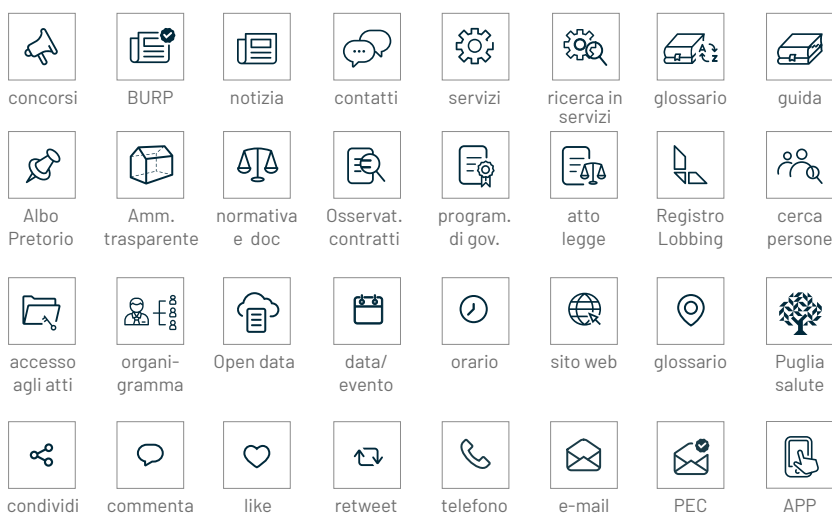 concorsi
BURP
notizia
contatti
servizi
ricerca in
servizi
A
Z
glossario
guida
Albo
Pretorio
Amm.
trasparente
normativa
e doc
Osservat.
contratti
program.
di gov.
atto
legge
Registro
Lobbing
cerca
persone
accesso
agli atti
organi-
gramma
Open data
data/
evento
orario
sito web
glossario
Puglia
salute
condividi
commenta
like
retweet
telefono
e-mail
PEC
APP